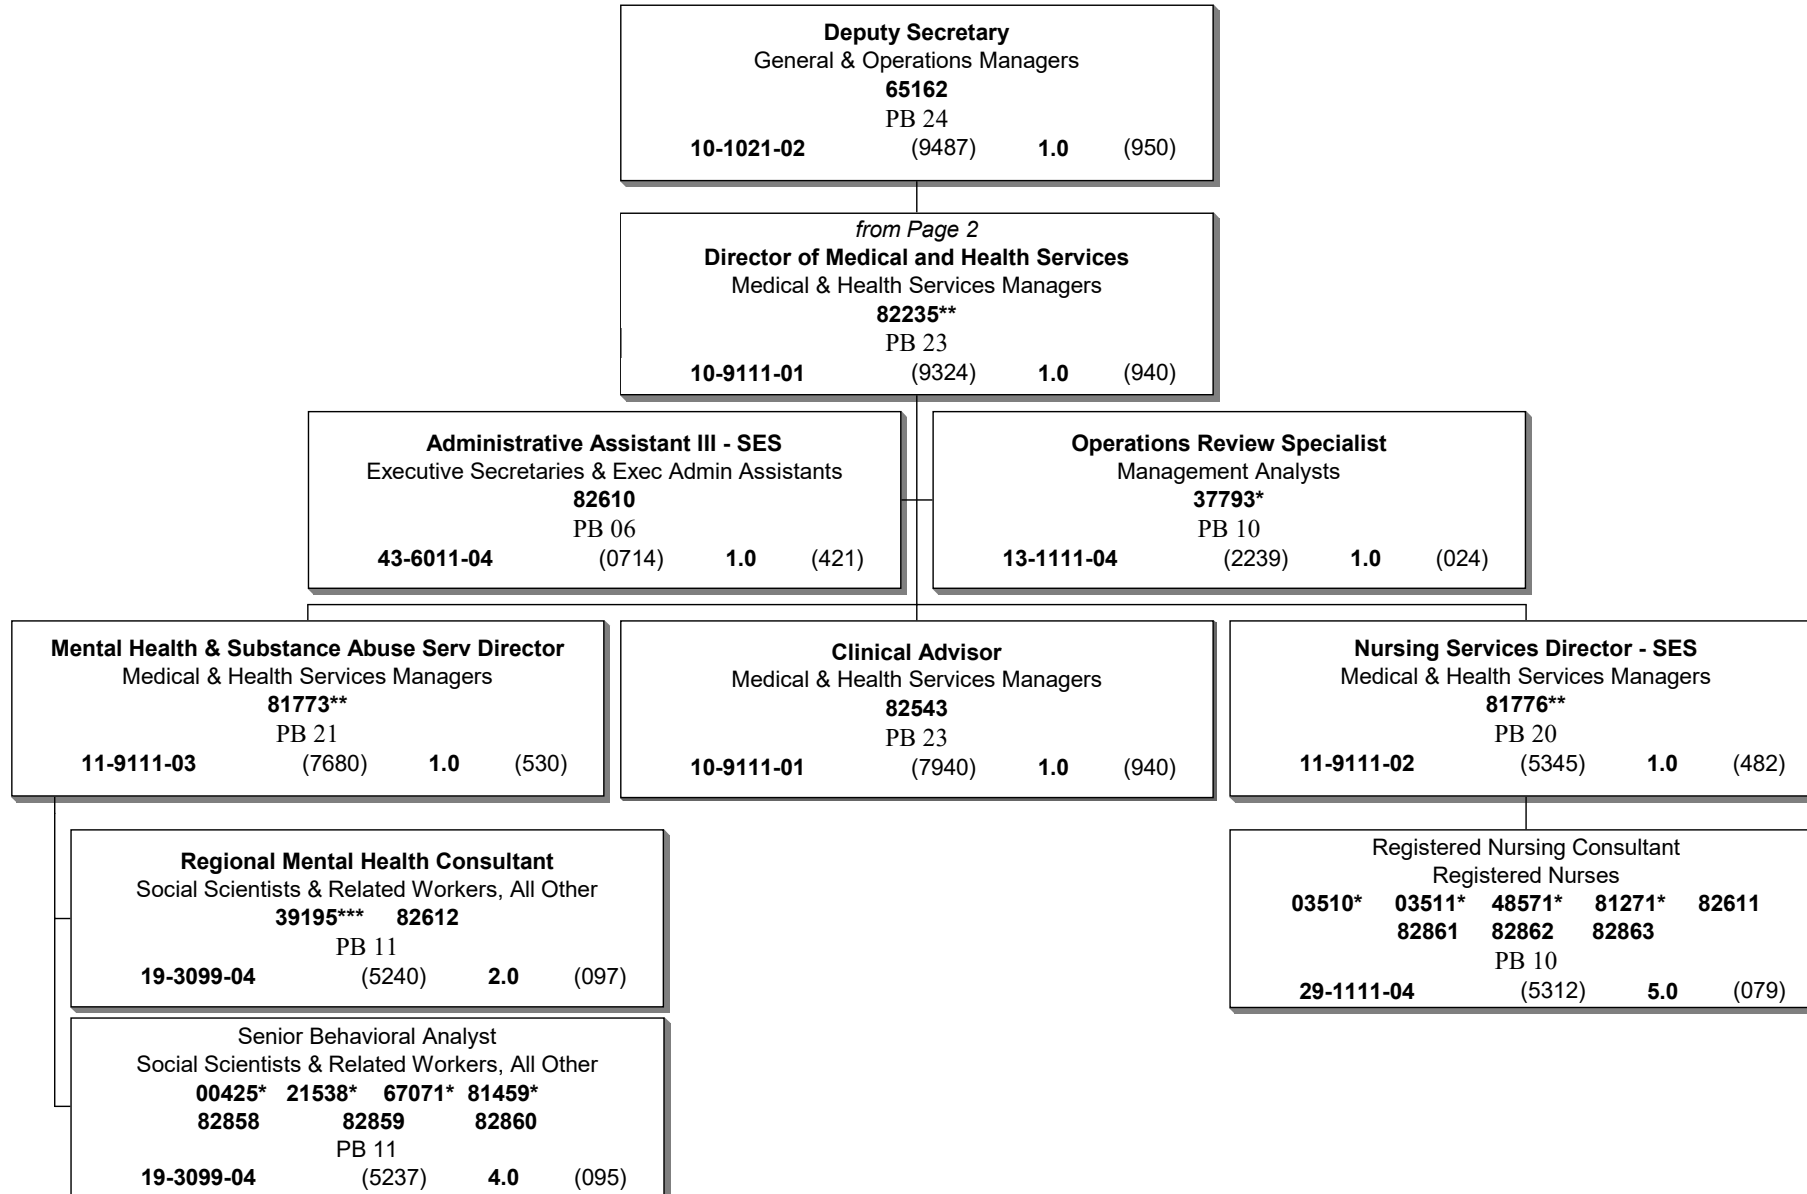 Deputy Secretary
General & Operations Managers
65162
PB 24
10-1021-02 (9487) 1.0 (950)
from Page 2
Director of Medical and Health Services
Medical & Health Services Managers
82235**
PB 23
10-9111-01 (9324) 1.0 (940)
Administrative Assistant III - SES
Executive Secretaries & Exec Admin Assistants
82610
PB 06
43-6011-04 (0714) 1.0 (421)
Operations Review Specialist
Management Analysts
37793*
PB 10
13-1111-04 (2239) 1.0 (024)
Mental Health & Substance Abuse Serv Director
Medical & Health Services Managers
81773**
PB 21
11-9111-03 (7680) 1.0 (530)
Clinical Advisor
Medical & Health Services Managers
82543
PB 23
10-9111-01 (7940) 1.0 (940)
Nursing Services Director - SES
Medical & Health Services Managers
81776**
PB 20
11-9111-02 (5345) 1.0 (482)
Regional Mental Health Consultant
Social Scientists & Related Workers, All Other
39195*** 82612
PB 11
19-3099-04 (5240) 2.0 (097)
Registered Nursing Consultant
Registered Nurses
03510* 03511* 48571* 81271* 82611
82861 82862 82863
PB 10
29-1111-04 (5312) 5.0 (079)
Senior Behavioral Analyst
Social Scientists & Related Workers, All Other
00425* 21538* 67071* 81459*
82858 82859 82860
PB 11
19-3099-04 (5237) 4.0 (095)